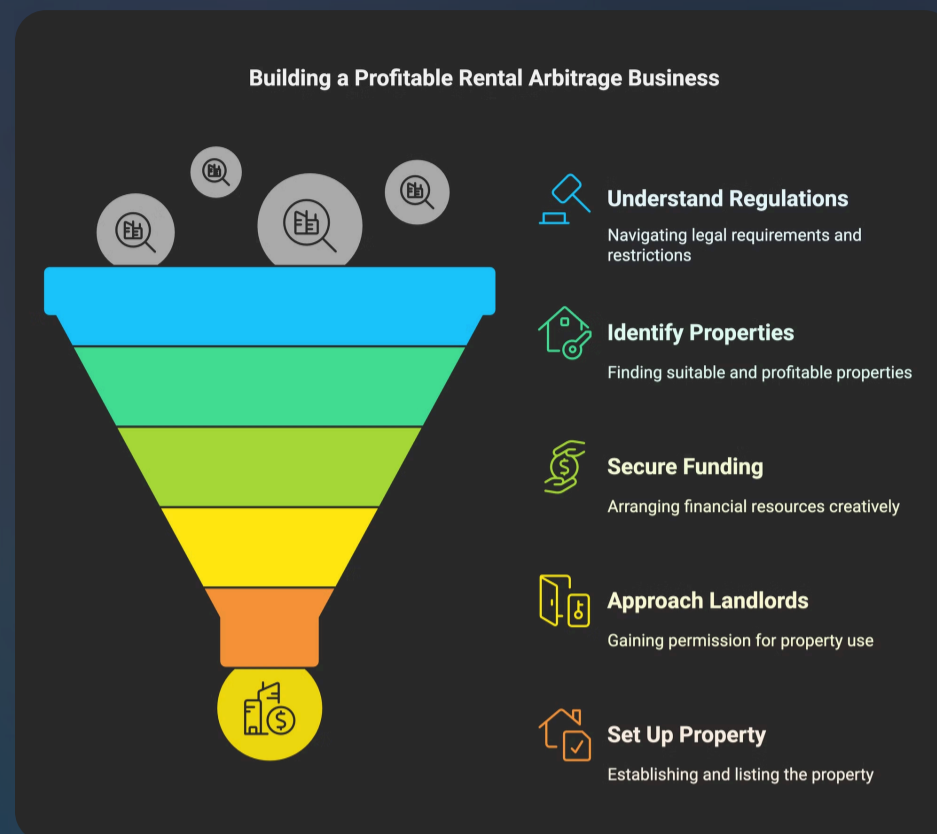 Building a Profitable Rental Arbitrage Business
Understand Regulations
Navigating legal requirements and
restrictions
Identify Properties
Finding suitable and profitable properties
Secure Funding
Arranging financial resources creatively
Approach Landlords
Gaining permission for property use
Set Up Property
Establishing and listing the property